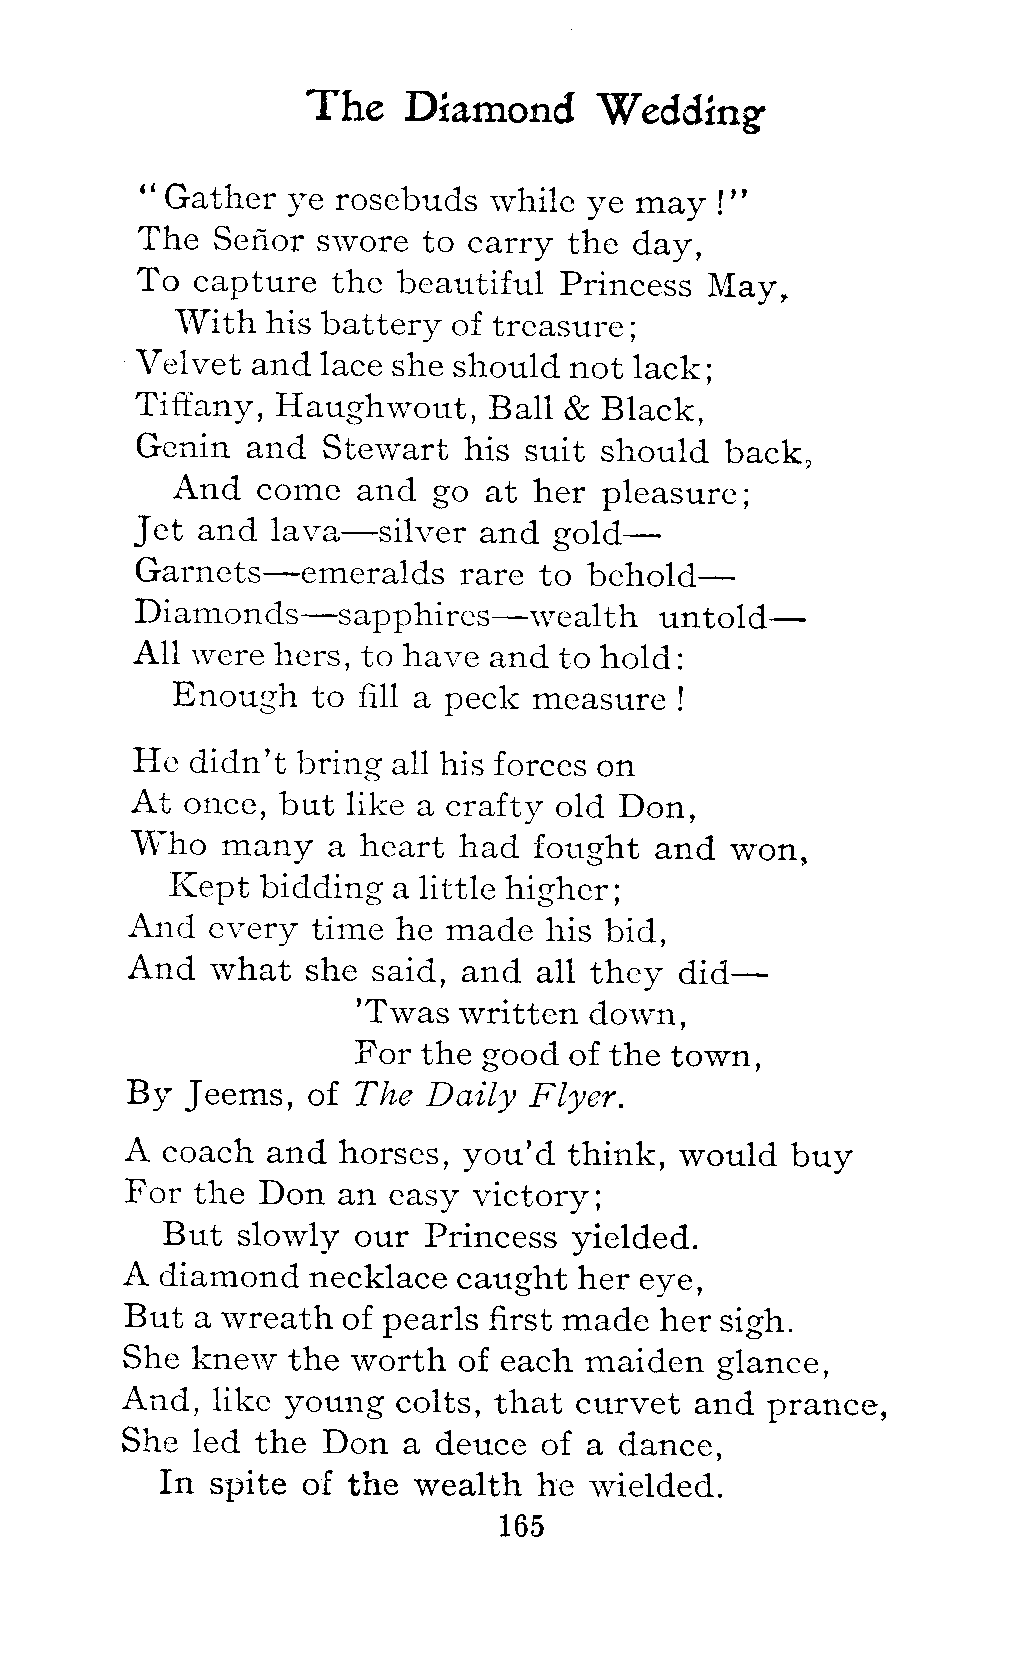 The Diamond Wedding
"Gather ye rosebuds while ye may!"
The Señor swore to carry the day,
To capture the beautiful Princess May,
With his battery of treasure;
Velvet and lace she should not lack;
Tiffany, Haughwout, Ball & Black,
Genin and Stewart his suit should back,
And come and go at her pleasure;
Jet and lava—silver and gold—
Garnets—emeralds rare to behold—
Diamonds—sapphires—wealth untold—
All were hers, to have and to hold:
Enough to fill a peck measure!
He didn't bring all his forces on
At once, but like a crafty old Don,
Who many a heart had fought and won,
Kept bidding a little higher;
And every time he made his bid,
And what she said, and all they did—
'Twas written down,
For the good of the town,
By Jeems, of The Daily Flyer.
A coach and horses, you'd think, would buy
For the Don an easy victory;
But slowly our Princess yielded.
A diamond necklace caught her eye,
But a wreath of pearls first made her sigh.
She knew the worth of each maiden glance,
And, like young colts, that curvet and prance,
She led the Don a deuce of a dance,
In spite of the wealth he wielded.
165